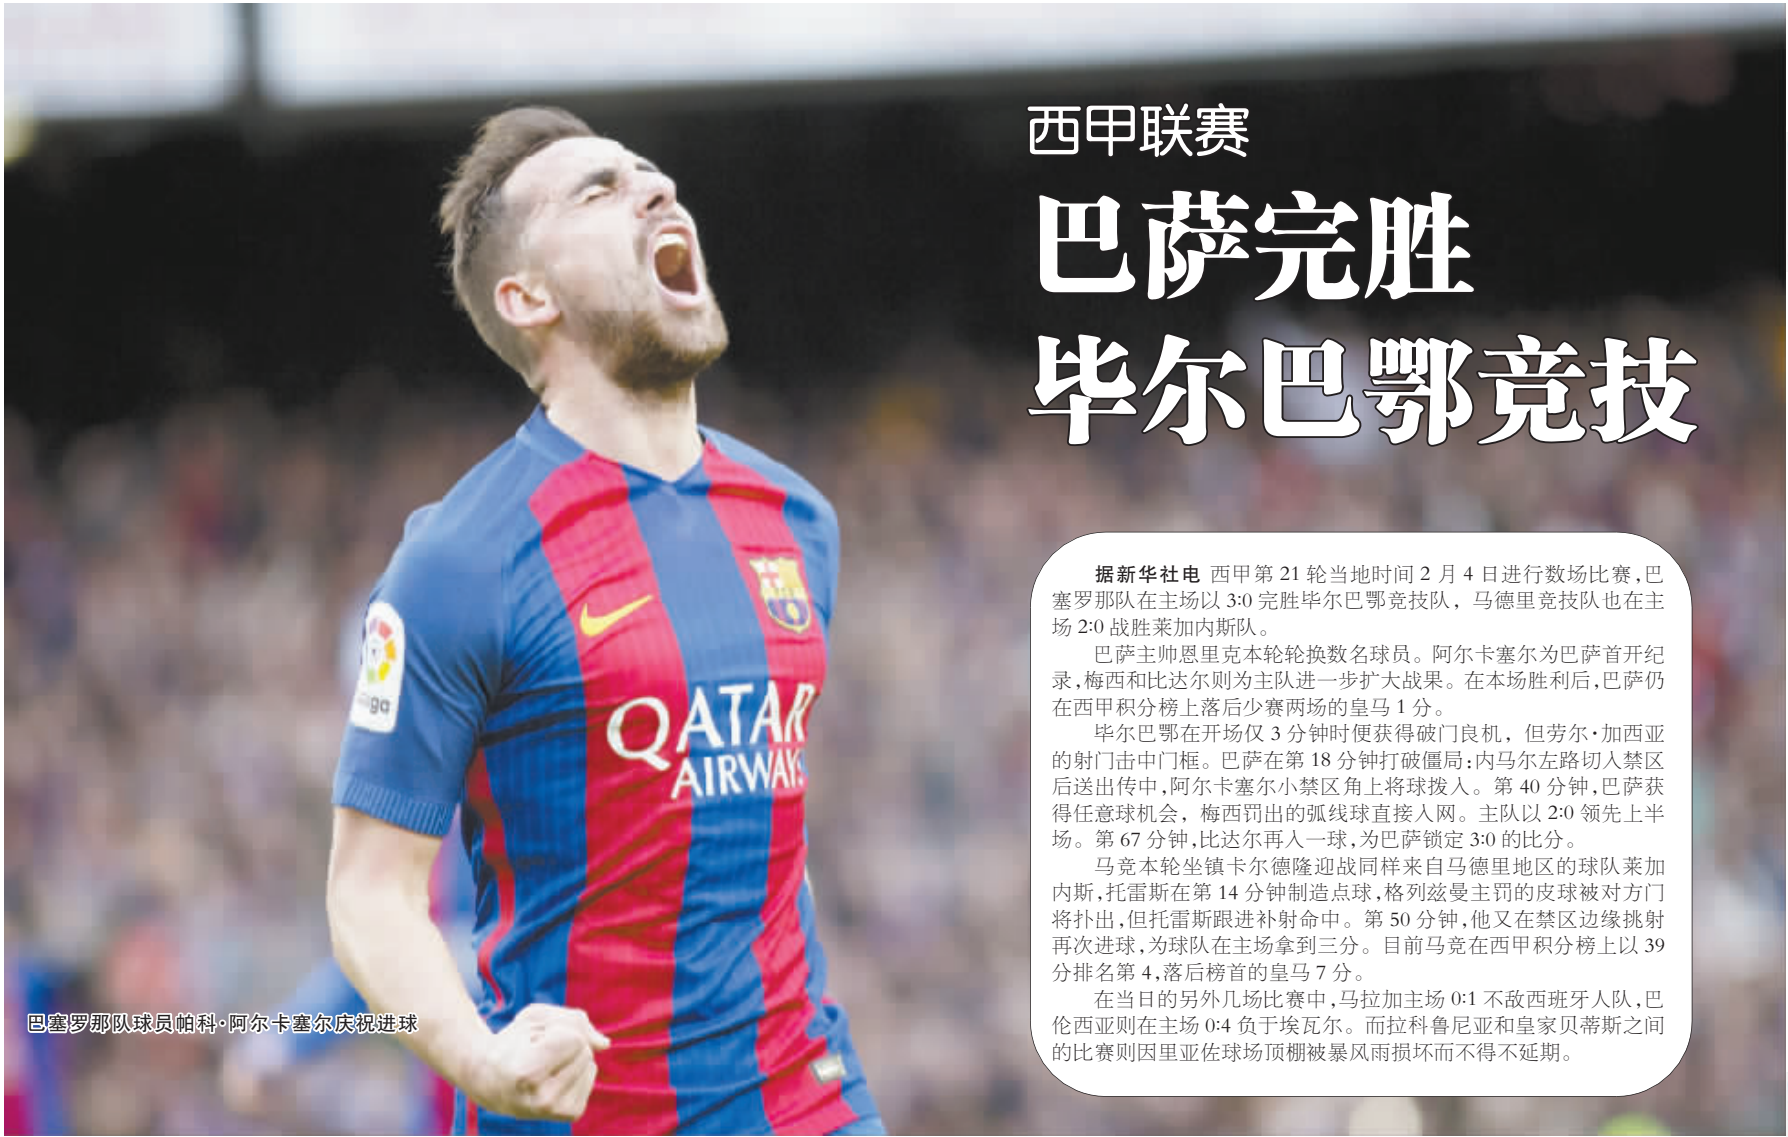 西甲联赛
巴萨完胜
毕尔巴鄂竞技
据新华社电 西甲第 21 轮当地时间 2 月 4 日进行数场比赛，巴
塞罗那队在主场以 3:0 完胜毕尔巴鄂竞技队，马德里竞技队也在主
场 2:0 战胜莱加内斯队。
巴萨主帅恩里克本轮轮换数名球员。阿尔卡塞尔为巴萨首开纪
录，梅西和比达尔则为主队进一步扩大战果。在本场胜利后，巴萨仍
在西甲积分榜上落后少赛两场的皇马 1 分。
毕尔巴鄂在开场仅 3 分钟时便获得破门良机，但劳尔·加西亚
的射门击中门框。巴萨在第 18 分钟打破僵局：内马尔左路切入禁区
后送出传中，阿尔卡塞尔小禁区角上将球拨入。第 40 分钟，巴萨获
得任意球机会，梅西罚出的弧线球直接入网。主队以 2:0 领先上半
场。第 67 分钟，比达尔再入一球，为巴萨锁定 3:0 的比分。
马竞本轮坐镇卡尔德隆迎战同样来自马德里地区的球队莱加
内斯，托雷斯在第 14 分钟制造点球，格列兹曼主罚的皮球被对方门
将扑出，但托雷斯跟进补射命中。第 50 分钟，他又在禁区边缘挑射
再次进球，为球队在主场拿到三分。目前马竞在西甲积分榜上以 39
分排名第 4，落后榜首的皇马 7 分。
在当日的另外几场比赛中，马拉加主场 0:1 不敌西班牙人队，巴
伦西亚则在主场 0:4 负于埃瓦尔。而拉科鲁尼亚和皇家贝蒂斯之间
的比赛则因里亚佐球场顶棚被暴风雨损坏而不得不延期。
QATAR
AIRWAYS
巴塞罗那队球员帕科·阿尔卡塞尔庆祝进球